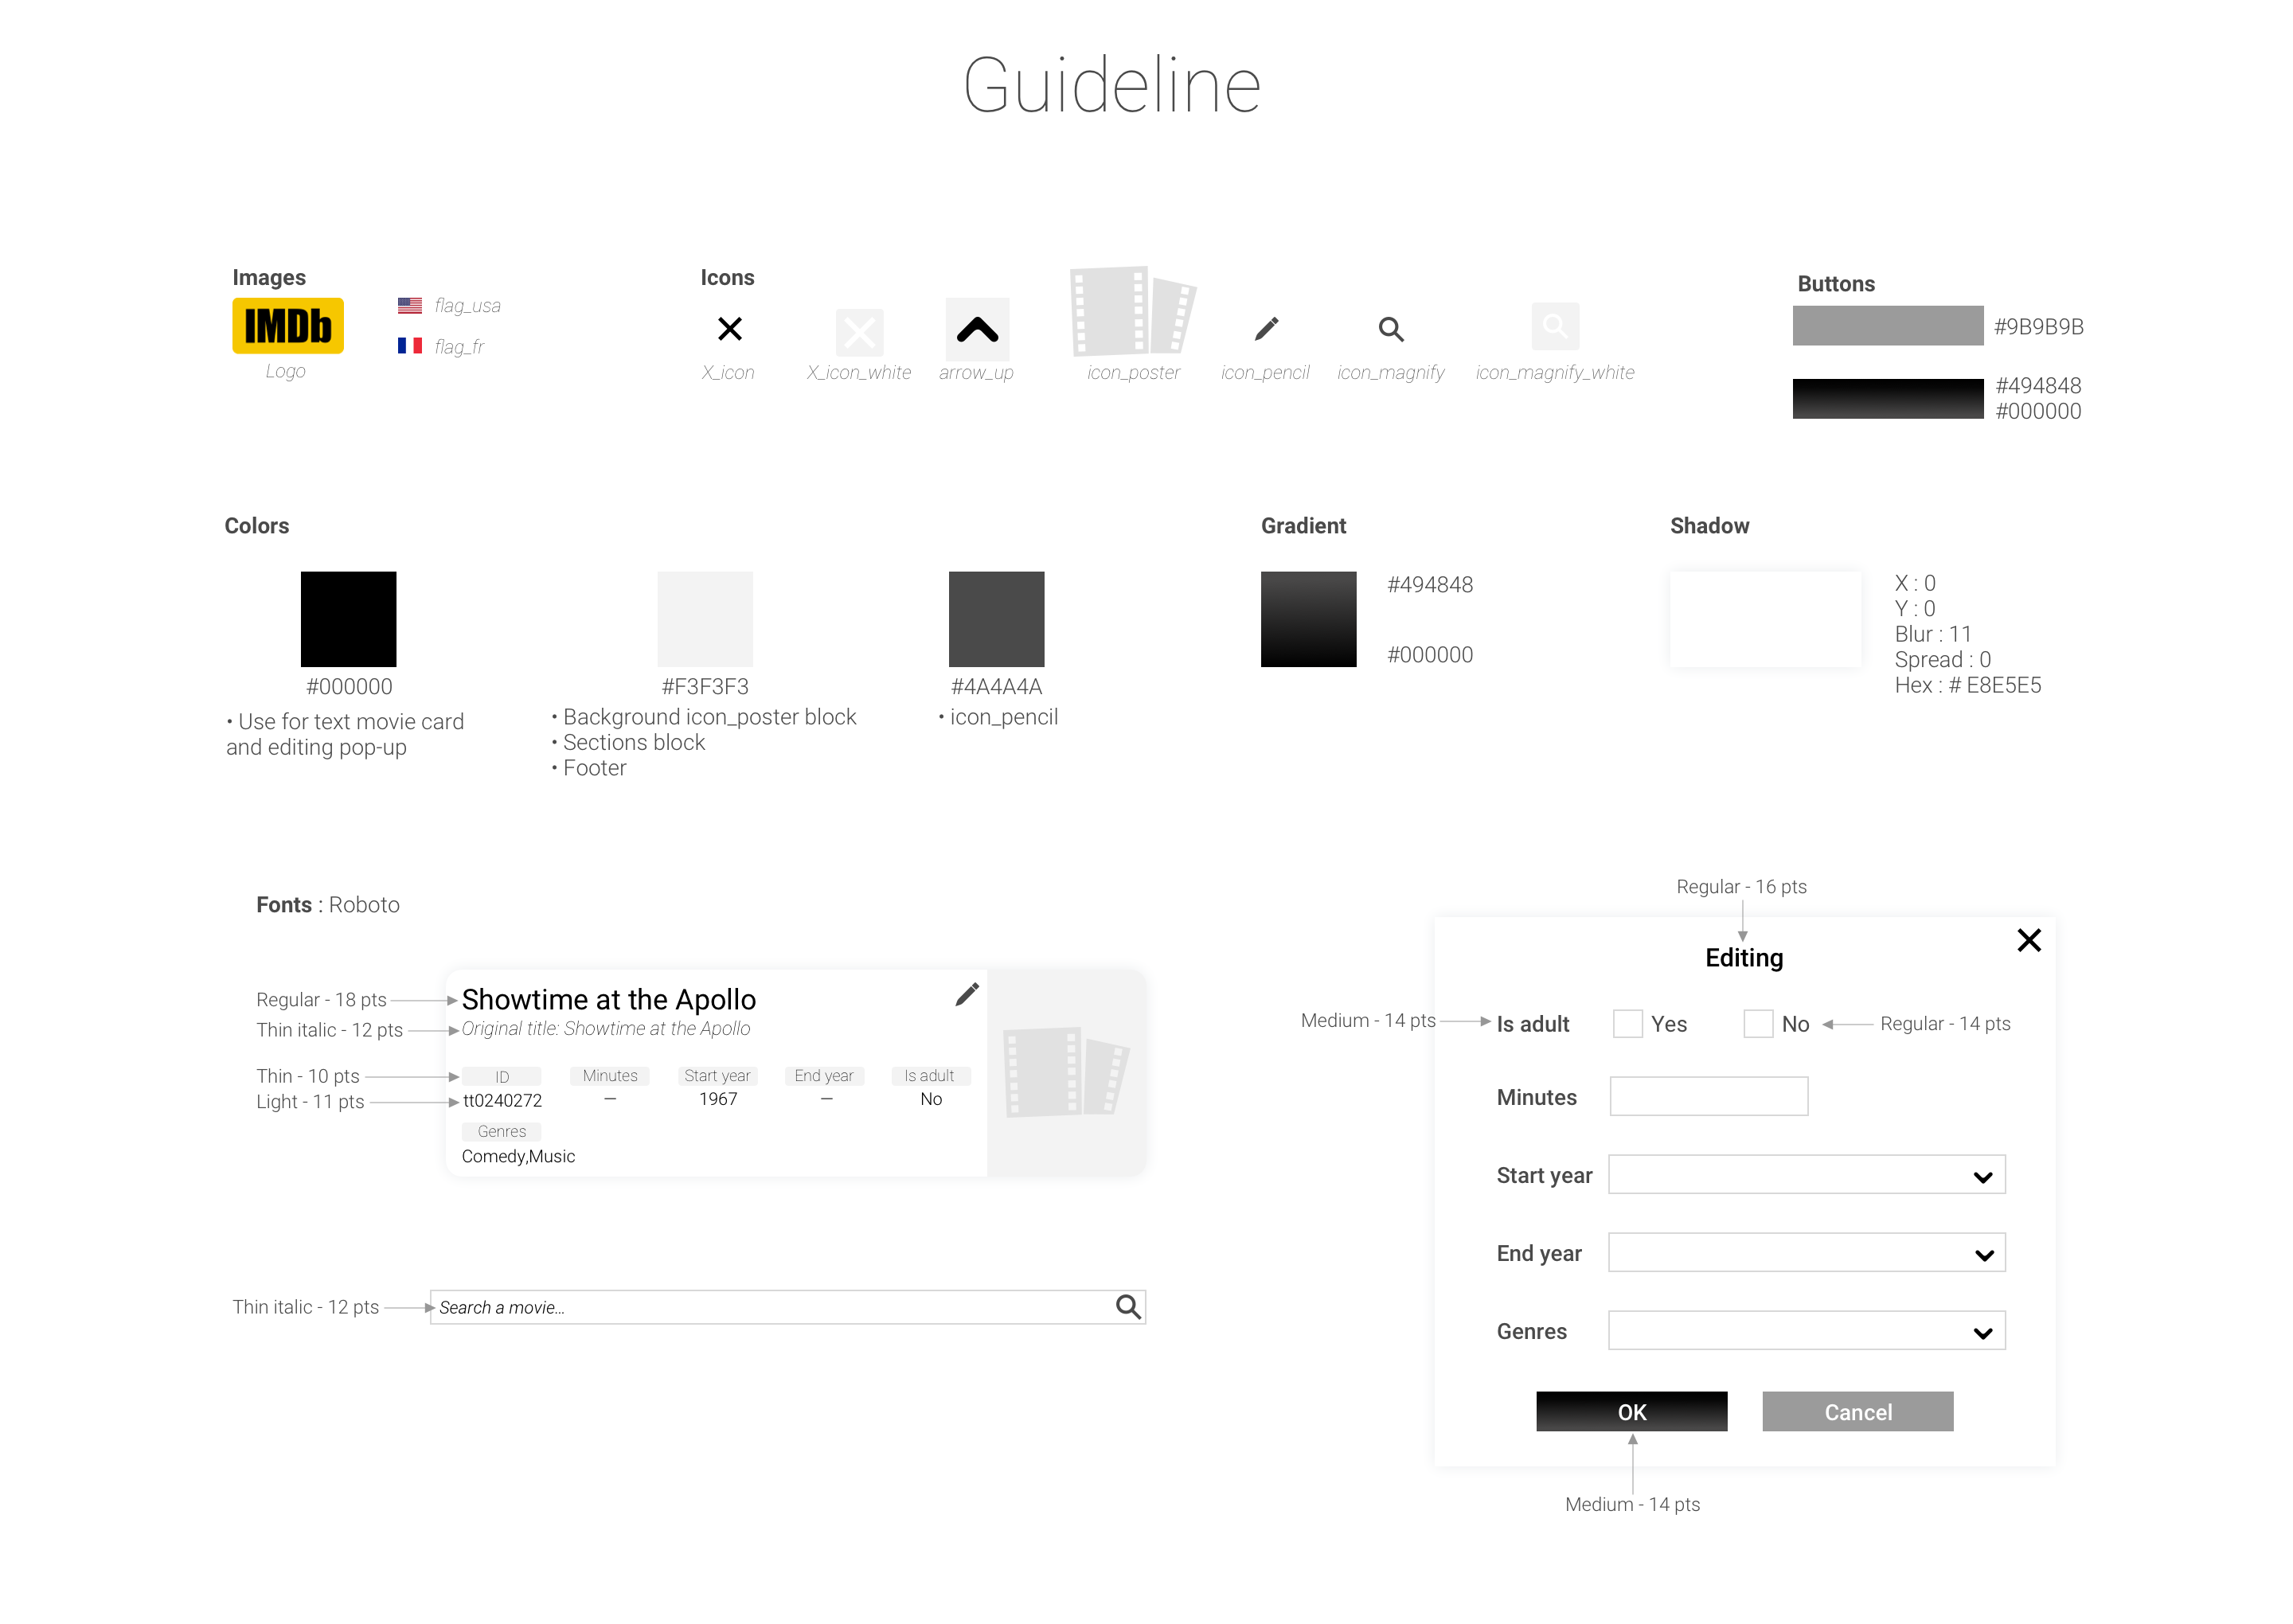 Guideline
Images
IMDb
Logo
flag_usa
flag_fr
Icons
X_icon
X_icon_white
arrow_up
icon_poster
icon_pencil
icon_magnify
icon_magnify_white
Buttons
#9B9B9B
#494848
#000000
Colors
#000000
• Use for text movie card
and editing pop-up
#F3F3F3
• Background icon_poster block
• Sections block
• Footer
#4A4A4A
• icon_pencil
Gradient
#494848
#000000
Shadow
X : 0
Y : 0
Blur : 11
Spread : 0
Hex : # E8E5E5
Fonts : Roboto
Regular - 18 pts
Showtime at the Apollo
Thin italic - 12 pts
Original title: Showtime at the Apollo
Thin - 10 pts
ID Minutes Start year End year Is adult
Light - 11 pts
tt0240272 — 1967 — No
Genres
Comedy,Music
Thin italic - 12 pts
Search a movie...
Regular - 16 pts
Editing
Medium - 14 pts
Is adult Yes No
Regular - 14 pts
Minutes
Start year
End year
Genres
OK Cancel
Medium - 14 pts